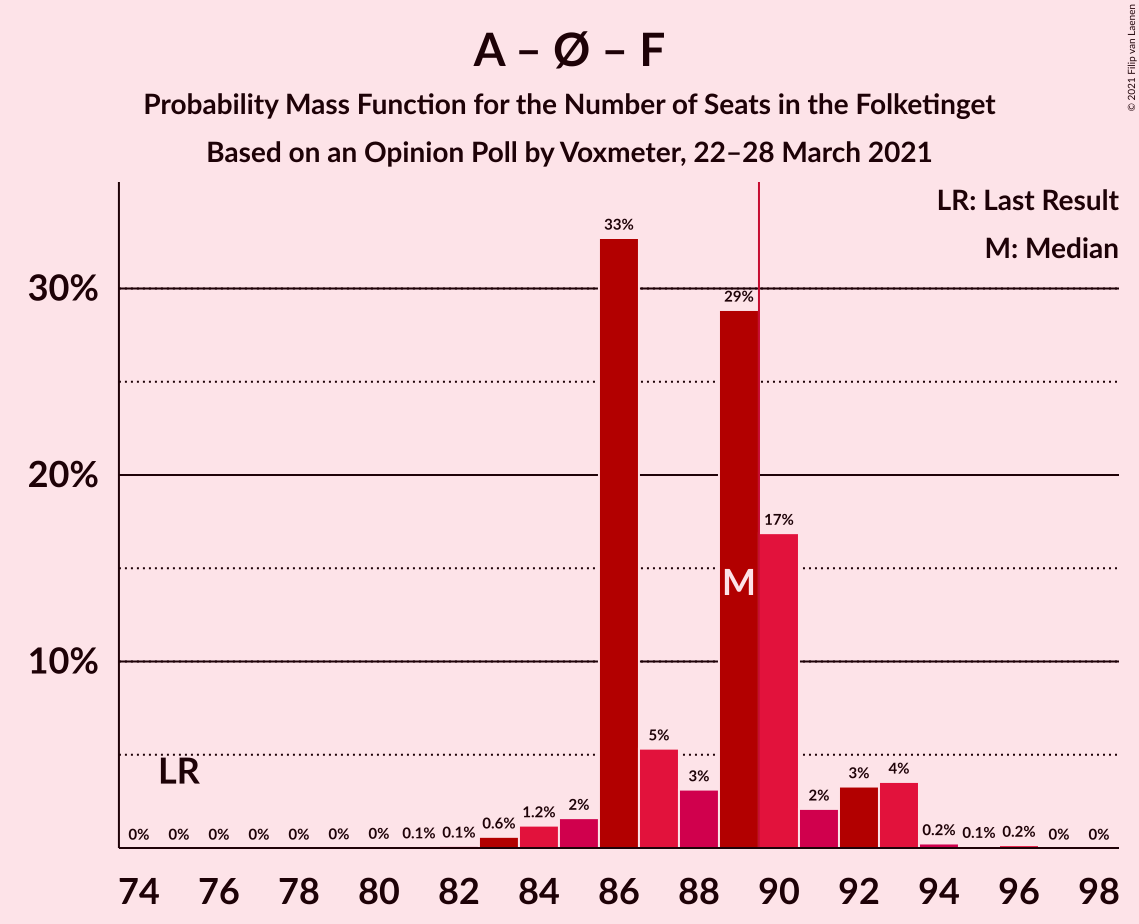 A – Ø – F
Probability Mass Function for the Number of Seats in the Folketinget
Based on an Opinion Poll by Voxmeter, 22–28 March 2021
© 2021 Filip van Laenen
LR: Last Result
M: Median
30%
20%
10%
33%
29%
17%
M
5%
LR
0% 0% 0% 0% 0% 0% 0% 0.1% 0.1% 0.6% 1.2% 2% 3% 2% 3% 4% 0.2% 0.1% 0.2% 0% 0%
74 76 78 80 82 84 86 88 90 92 94 96 98